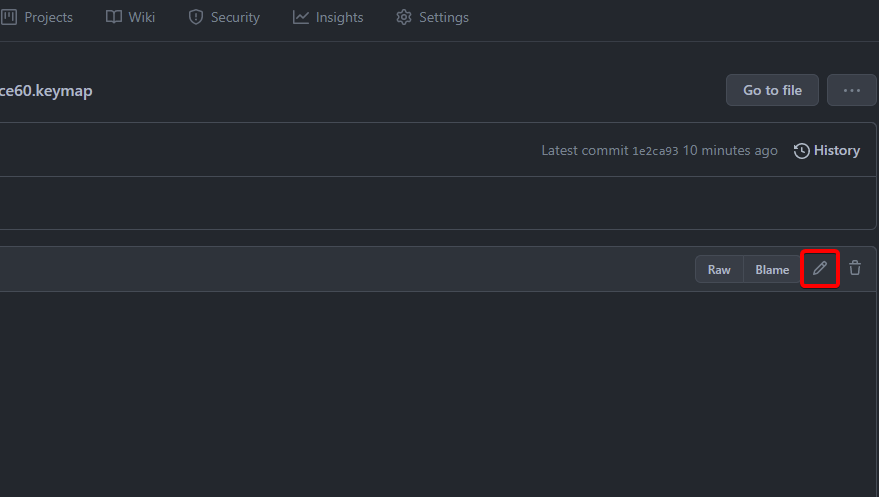 Projects Wiki Security Insights Settings
ce60.keymap Go to file ...
Latest commit 1e2ca93 10 minutes ago History
Raw Blame